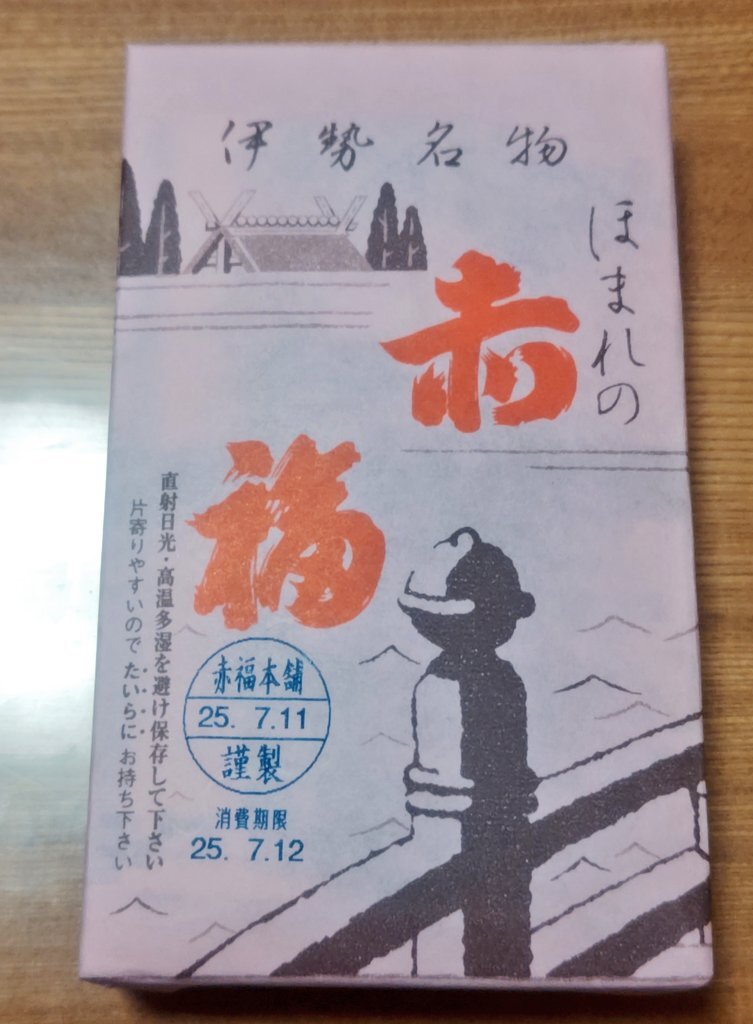 伊勢名物
ほまれの
赤福
直射日光・高温多湿を避け保存して下さい
片寄りやすいので たいらに お持ち下さい
赤福本舗
25. 7.11
謹製
消費期限
25. 7.12